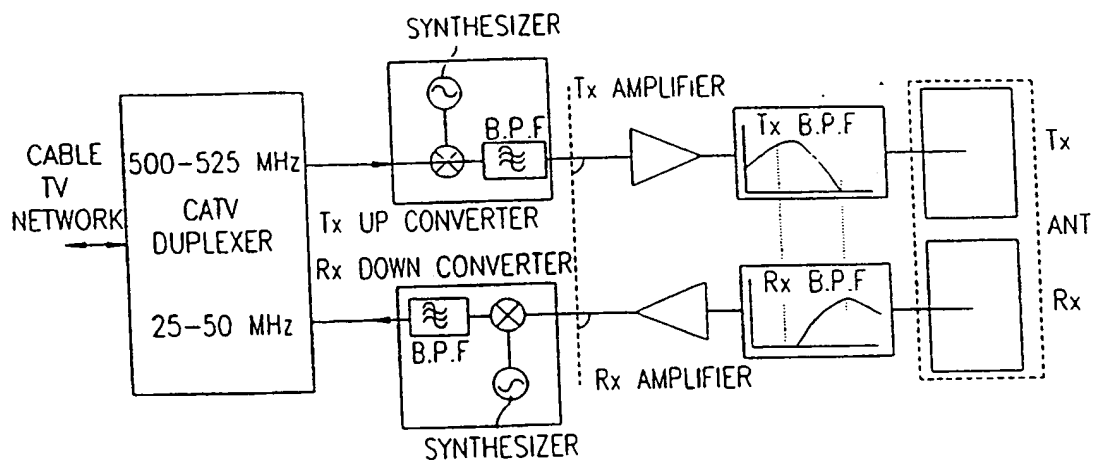 SYNTHESIZER
Tx AMPLIFIER
B.P.F
Tx B.P.F
CABLE
TV
NETWORK
500-525 MHz
CATV
DUPLEXER
25-50 MHz
Tx UP CONVERTER
Rx DOWN CONVERTER
B.P.F
SYNTHESIZER
Rx AMPLIFIER
Rx B.P.F
Tx
ANT
Rx